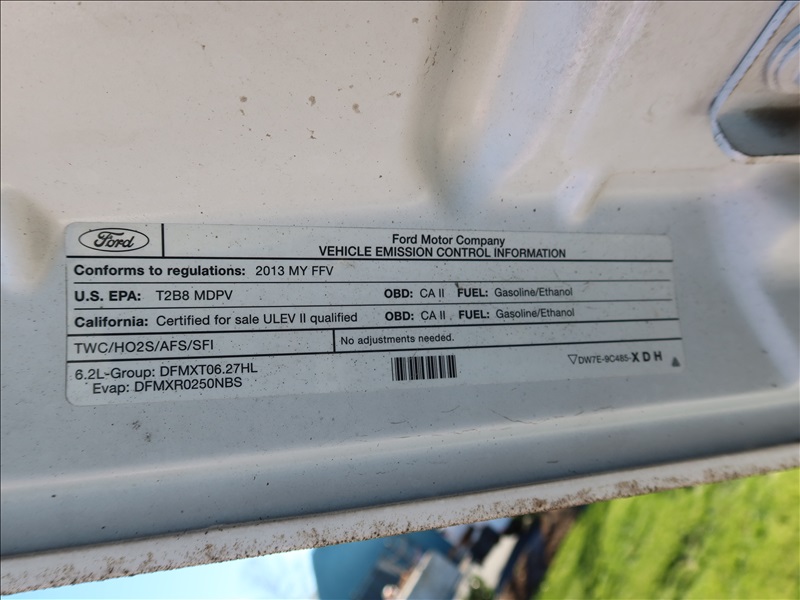 Ford
Ford Motor Company
VEHICLE EMISSION CONTROL INFORMATION
Conforms to regulations: 2013 MY FFV
U.S. EPA: T2B8 MDPV OBD: CA II FUEL: Gasoline/Ethanol
California: Certified for sale ULEV II qualified OBD: CA II FUEL: Gasoline/Ethanol
TWC/HO2S/AFS/SFI No adjustments needed.
6.2L-Group: DFMXT06.27HL
Evap: DFMXR0250NBS
DW7E-9C485-XDH